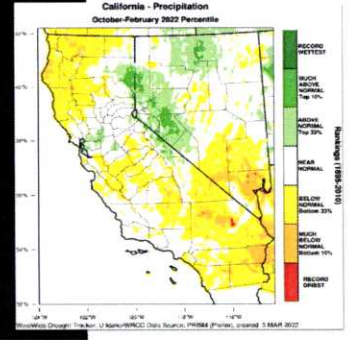 California - Precipitation
October-February 2022 Percentile
RECORD
WETTEST
MUCH
ABOVE
NORMAL
Top 10%
ABOVE
NORMAL
Top 33%
NEAR
NORMAL
BELOW
NORMAL
Bottom 33%
MUCH
BELOW
NORMAL
Bottom 10%
RECORD
DRIEST
Rankings (1895-2010)
WestWide Drought Tracker, U Idaho/WRCC Data Source: PRISM (Prelim), created 5 MAR 2022